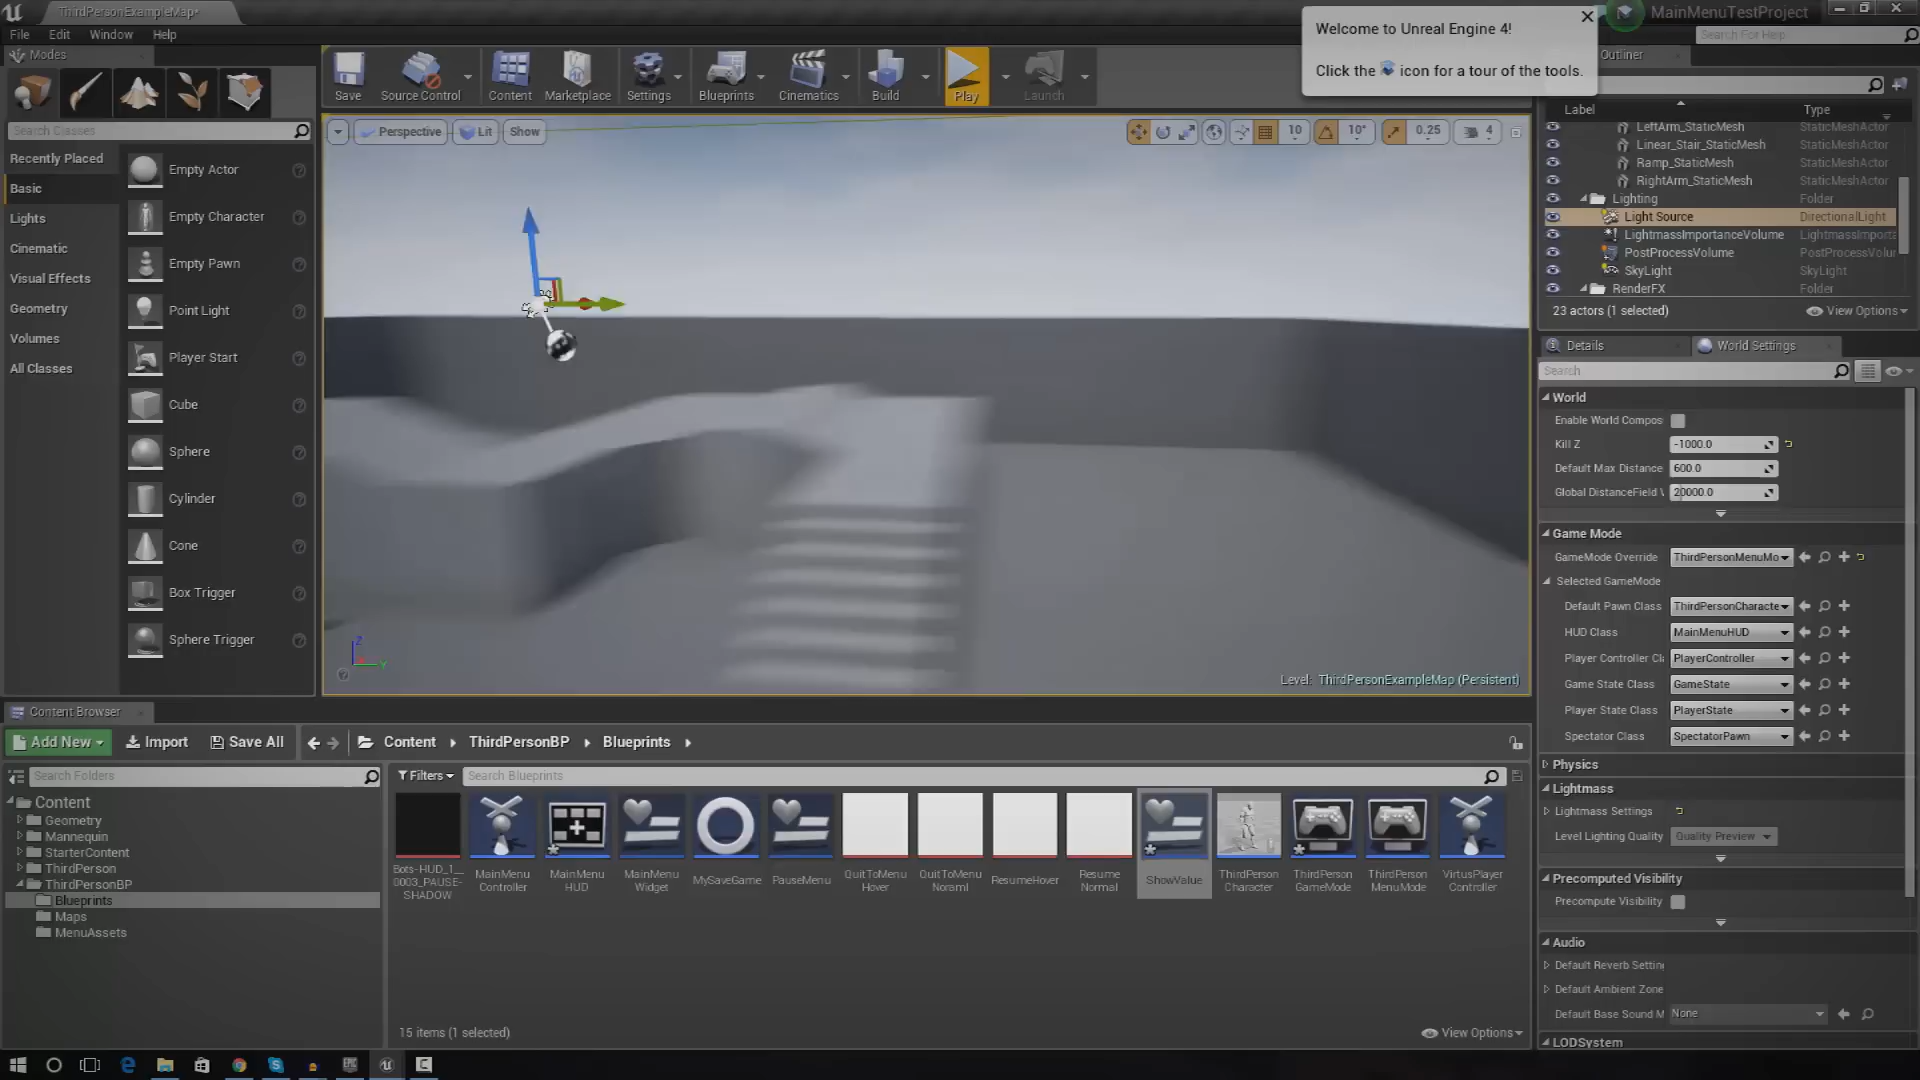 ThirdPersonExampleMap*
MainMenuTestProject
File Edit Window Help
Search For Help
Welcome to Unreal Engine 4!
Click the icon for a tour of the tools.
Modes
Save
Source Control
Content
Marketplace
Settings
Blueprints
Cinematics
Build
Play
Launch
Search Classes
Recently Placed
Basic
Lights
Cinematic
Visual Effects
Geometry
Volumes
All Classes
Empty Actor
Empty Character
Empty Pawn
Point Light
Player Start
Cube
Sphere
Cylinder
Cone
Box Trigger
Sphere Trigger
Perspective
Lit
Show
10
10°
0.25
4
Z
Y
Level: ThirdPersonExampleMap (Persistent)
Outliner
Label Type
LeftArm_StaticMesh StaticMeshActor
Linear_Stair_StaticMesh StaticMeshActor
Ramp_StaticMesh StaticMeshActor
RightArm_StaticMesh StaticMeshActor
Lighting Folder
Light Source DirectionalLight
LightmassImportanceVolume LightmassImporta
PostProcessVolume PostProcessVolur
SkyLight SkyLight
RenderFX Folder
23 actors (1 selected)
View Options
Details
World Settings
Search
World
Enable World Compos
Kill Z -1000.0
Default Max Distance 600.0
Global DistanceField V 20000.0
Game Mode
GameMode Override ThirdPersonMenuMo
Selected GameMode
Default Pawn Class ThirdPersonCharacte
HUD Class MainMenuHUD
Player Controller Cl PlayerController
Game State Class GameState
Player State Class PlayerState
Spectator Class SpectatorPawn
Physics
Lightmass
Lightmass Settings
Level Lighting Quality Quality Preview
Precomputed Visibility
Precompute Visibility
Audio
Default Reverb Setting
Default Ambient Zone
Default Base Sound M None
LODSystem
Content Browser
Add New
Import
Save All
Content
ThirdPersonBP
Blueprints
Search Folders
Filters
Search Blueprints
Content
Geometry
Mannequin
StarterContent
ThirdPerson
ThirdPersonBP
Blueprints
Maps
MenuAssets
Bots-HUD_1__
0003_PAUSE-
SHADOW
MainMenu
Controller
MainMenu
HUD
MainMenu
Widget
MySaveGame
PauseMenu
QuitToMenu
Hover
QuitToMenu
Noraml
ResumeHover
Resume
Normal
ShowValue
ThirdPerson
Character
ThirdPerson
GameMode
ThirdPerson
MenuMode
VirtusPlayer
Controller
15 items (1 selected)
View Options